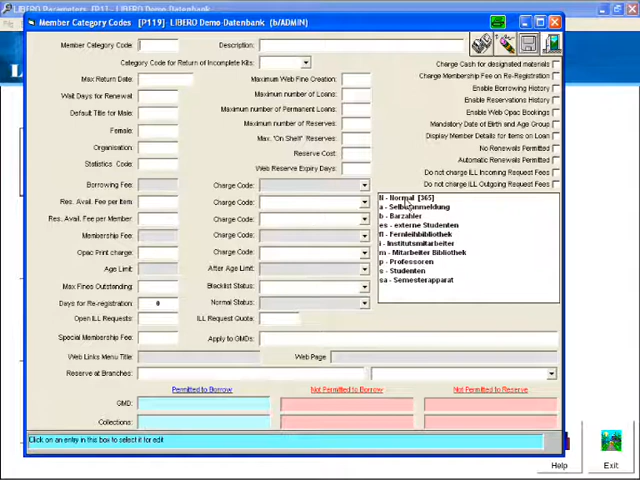 LIBERO Parameters [P110] - LIBERO Demo-Datenbank
Member Category Codes [P119] - LIBERO Demo-Datenbank (b/ADMIN)
Member Category Code:
Description:
Charge Cash for designated materials
Category Code for Return of Incomplete Kits:
Charge Membership Fee on Re-Registration
Max Return Date:
Maximum Web Fine Creation:
Enable Borrowing History
Wait Days for Renewal
Maximum number of Loans:
Enable Reservations History
Default Title for Male:
Maximum number of Permanent Loans:
Enable Web Opac Bookings
Female:
Maximum number of Reserves:
Mandatory Date of Birth and Age Group
Organisation:
Max. "On Shelf" Reserves:
Display Member Details for Items on Loan
Statistics Code:
Reserve Cost:
No Renewals Permitted
Web Reserve Expiry Days:
Automatic Renewals Permitted
Do not charge ILL Incoming Request Fees
Borrowing Fee:
Charge Code:
Do not charge ILL Outgoing Request Fees
Res. Avail. Fee per Item:
Charge Code:
Res. Avail. Fee per Member:
Charge Code:
Membership Fee:
Charge Code:
Opac Print charge:
Charge Code:
Age Limit:
After Age Limit:
Max Fines Outstanding:
Blacklist Status:
Days for Re-registration:
0
Normal Status:
N - Normal [365]
a - Selbstanmeldung
b - Barzahler
es - externe Studenten
fl - Fernleihbibliothek
i - Institutsmitarbeiter
m - Mitarbeiter Bibliothek
p - Professoren
s - Studenten
sa - Semesterapparat
Open ILL Requests:
ILL Request Quota:
Special Membership Fee:
Apply to GMDs:
Web Links Menu Title:
Web Page
Reserve at Branches:
Permitted to Borrow
Not Permitted to Borrow
Not Permitted to Reserve
GMD:
Collections:
Click on an entry in this box to select it for edit
Help
Exit